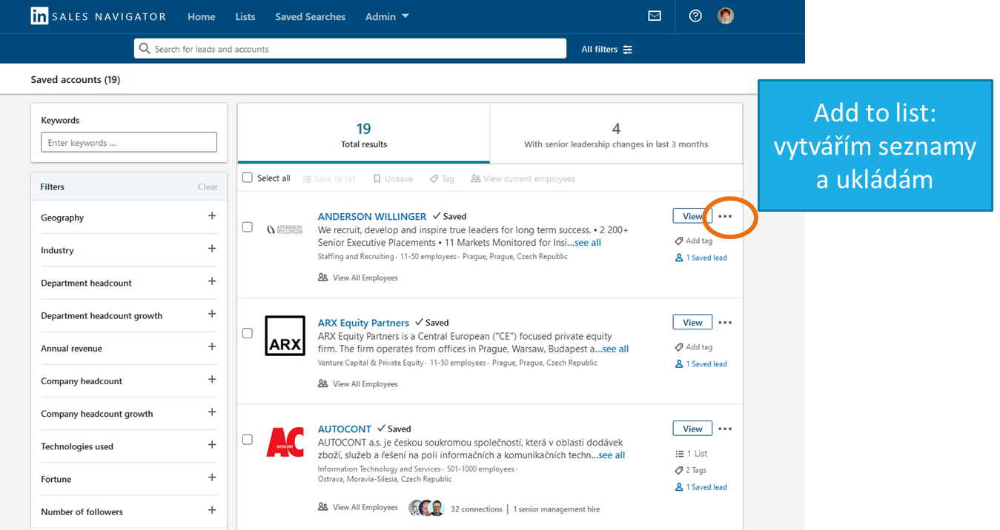 in SALES NAVIGATOR Home Lists Saved Searches Admin
Search for leads and accounts All filters
Saved accounts (19)
Add to list:
vytvářím seznamy
a ukládám
Keywords
Enter keywords ...
Filters Clear
Geography
Industry
Department headcount
Department headcount growth
Annual revenue
Company headcount
Company headcount growth
Technologies used
Fortune
Number of followers
19
Total results
4
With senior leadership changes in last 3 months
Select all Save to list Unsave Tag View current employees
ANDERSON
WILLINGER
ANDERSON WILLINGER Saved
We recruit, develop and inspire true leaders for long term success. • 2 200+
Senior Executive Placements • 11 Markets Monitored for Insi...see all
Staffing and Recruiting · 11-50 employees · Prague, Prague, Czech Republic
View All Employees
View
Add tag
1 Saved lead
ARX
ARX Equity Partners Saved
ARX Equity Partners is a Central European ("CE") focused private equity
firm. The firm operates from offices in Prague, Warsaw, Budapest a...see all
Venture Capital & Private Equity · 11-50 employees · Prague, Prague, Czech Republic
View All Employees
View
Add tag
1 Saved lead
AC
AUTOCONT
AUTOCONT Saved
AUTOCONT a.s. je českou soukromou společností, která v oblasti dodávek
zboží, služeb a řešení na poli informačních a komunikačních techn...see all
Information Technology and Services · 501-1000 employees ·
Ostrava, Moravia-Silesia, Czech Republic
View All Employees 32 connections | 1 senior management hire
View
1 List
2 Tags
1 Saved lead